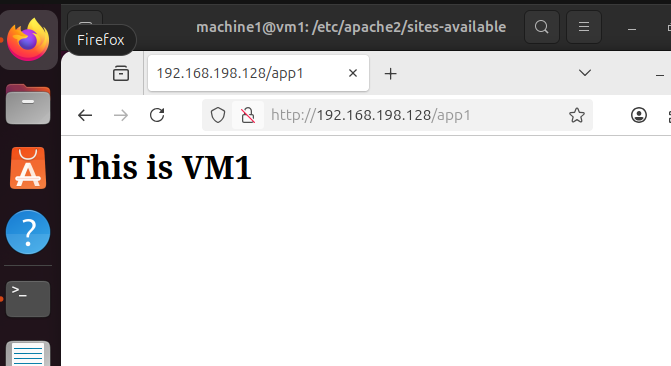 machine1@vm1: /etc/apache2/sites-available
Firefox
192.168.198.128/app1
http://192.168.198.128/app1
This is VM1
>_
?